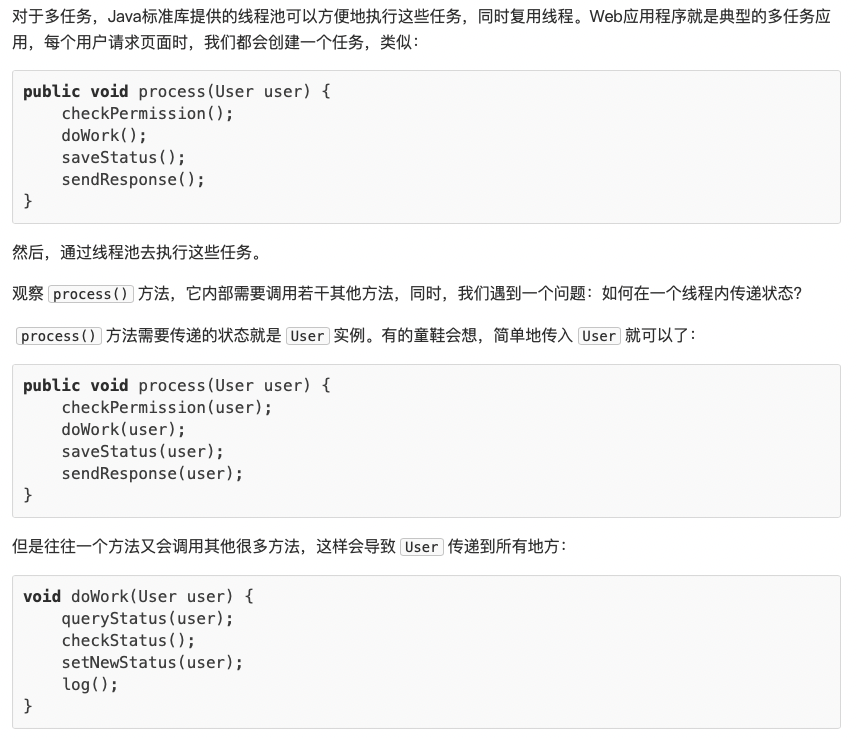 对于多任务，Java标准库提供的线程池可以方便地执行这些任务，同时复用线程。Web应用程序就是典型的多任务应
用，每个用户请求页面时，我们都会创建一个任务，类似：
public void process(User user) {
    checkPermission();
    doWork();
    saveStatus();
    sendResponse();
}
然后，通过线程池去执行这些任务。
观察 process() 方法，它内部需要调用若干其他方法，同时，我们遇到一个问题：如何在一个线程内传递状态？
process() 方法需要传递的状态就是 User 实例。有的童鞋会想，简单地传入 User 就可以了：
public void process(User user) {
    checkPermission(user);
    doWork(user);
    saveStatus(user);
    sendResponse(user);
}
但是往往一个方法又会调用其他很多方法，这样会导致 User 传递到所有地方：
void doWork(User user) {
    queryStatus(user);
    checkStatus();
    setNewStatus(user);
    log();
}